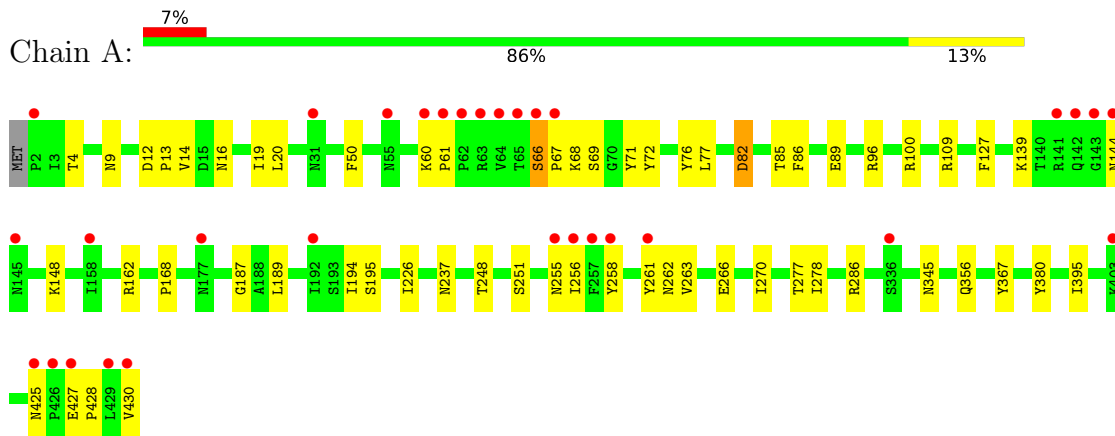 7%
Chain A:
86% 13%
MET P2 I3 T4 N9 D12 P13 V14 D15 N16 I19 L20 N31 F50 N55 K60 P61 P62 R63 V64 T65 S66 P67 K68 S69 G70 Y71 Y72 Y76 L77 D82 T85 F86 E89 R96 R100 R109 F127 K139 T140 R141 Q142 G143 N144
N145 K148 I158 R162 P168 N177 G187 A188 L189 I192 S193 I194 S195 I226 N237 T248 S251 N255 I256 F257 Y258 Y261 N262 V263 E266 I270 T277 I278 R286 S336 N345 Q356 Y367 Y380 I395 K403
N425 P426 E427 P428 L429 V430